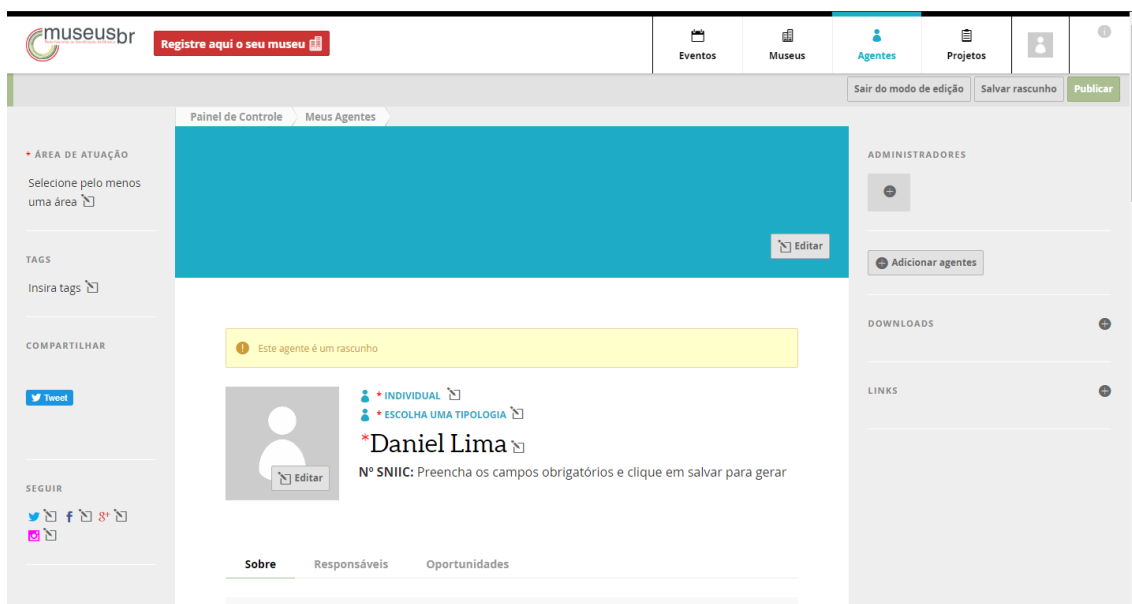 museusbr
Registre aqui o seu museu
Eventos
Museus
Agentes
Projetos
Sair do modo de edição
Salvar rascunho
Publicar
Painel de Controle
Meus Agentes
* ÁREA DE ATUAÇÃO
Selecione pelo menos
uma área
TAGS
Insira tags
COMPARTILHAR
Tweet
SEGUIR
f
g+
Editar
Este agente é um rascunho
Editar
* INDIVIDUAL
* ESCOLHA UMA TIPOLOGIA
*Daniel Lima
Nº SNIIC: Preencha os campos obrigatórios e clique em salvar para gerar
Sobre
Responsáveis
Oportunidades
ADMINISTRADORES
Adicionar agentes
DOWNLOADS
LINKS